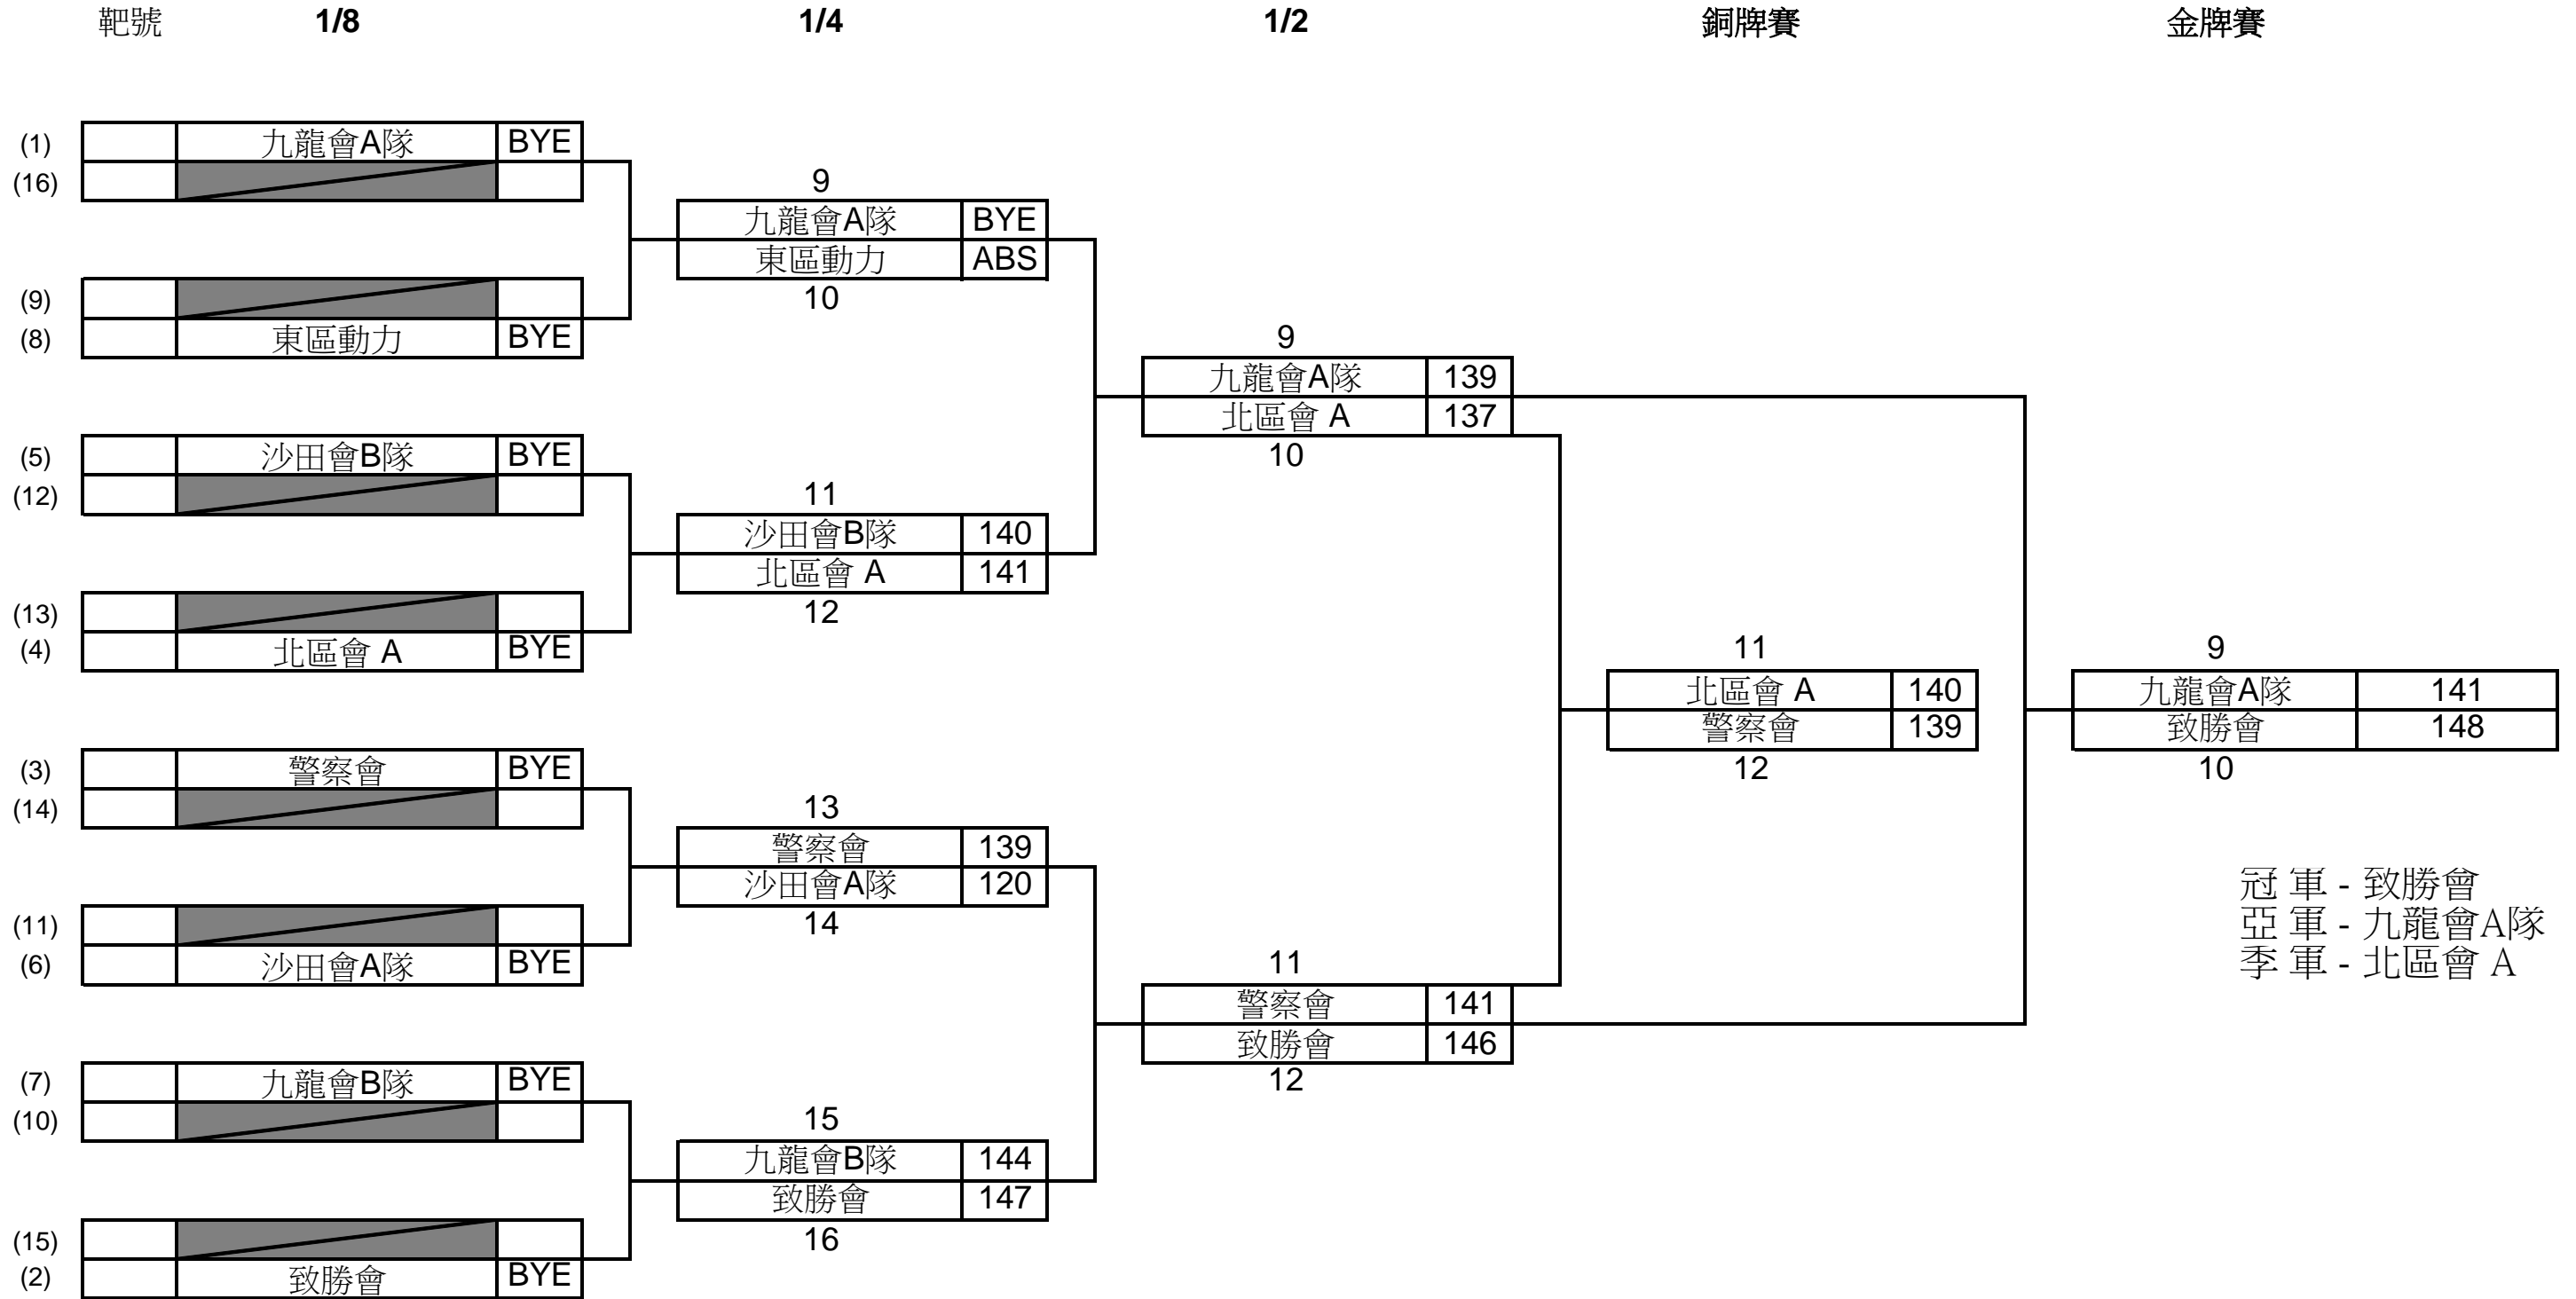 靶號 1/8 1/4 1/2 銅牌賽 金牌賽
(1) 九龍會A隊 BYE
(16)
9
九龍會A隊 BYE
東區動力 ABS
10
(9)
(8) 東區動力 BYE
9
九龍會A隊 139
北區會 A 137
10
(5) 沙田會B隊 BYE
(12)
11
沙田會B隊 140
北區會 A 141
12
(13)
(4) 北區會 A BYE
11
北區會 A 140
警察會 139
12
9
九龍會A隊 141
致勝會 148
10
(3) 警察會 BYE
(14)
13
警察會 139
沙田會A隊 120
14
冠 軍 - 致勝會
亞 軍 - 九龍會A隊
季 軍 - 北區會 A
(11)
(6) 沙田會A隊 BYE
11
警察會 141
致勝會 146
12
(7) 九龍會B隊 BYE
(10)
15
九龍會B隊 144
致勝會 147
16
(15)
(2) 致勝會 BYE